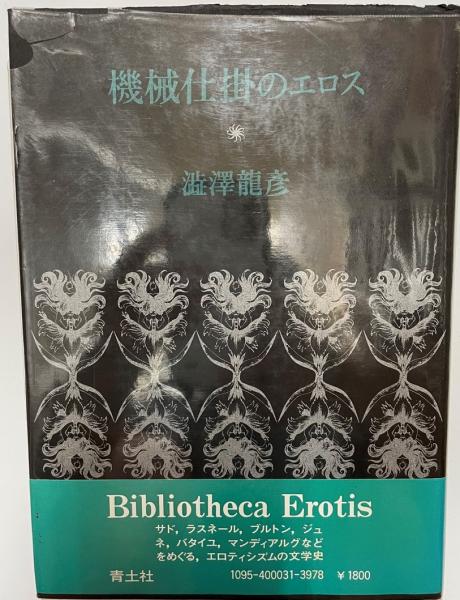 機械仕掛のエロス
澁澤龍彦
Bibliotheca Erotis
サド，ラスネール，ブルトン，ジュ
ネ，バタイユ，マンディアルグなど
をめぐる，エロティシズムの文学史
青土社 1095-400031-3978 ￥1800